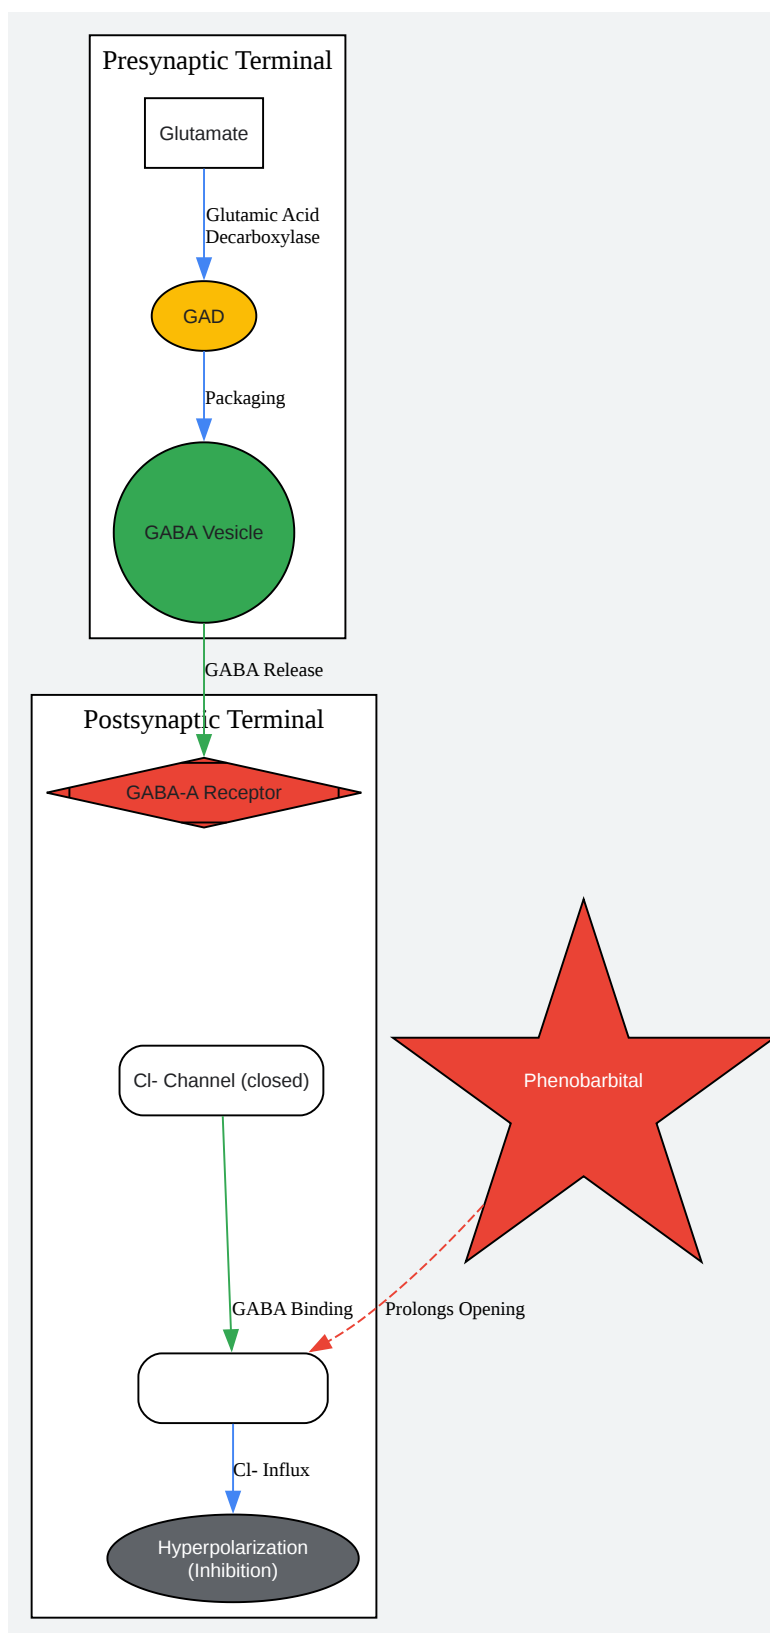 Presynaptic Terminal
Glutamate
Glutamic Acid
Decarboxylase
GAD
Packaging
GABA Vesicle
GABA Release
Postsynaptic Terminal
GABA-A Receptor
Cl- Channel (closed)
Phenobarbital
GABA Binding
Prolongs Opening
Cl- Influx
Hyperpolarization
(Inhibition)